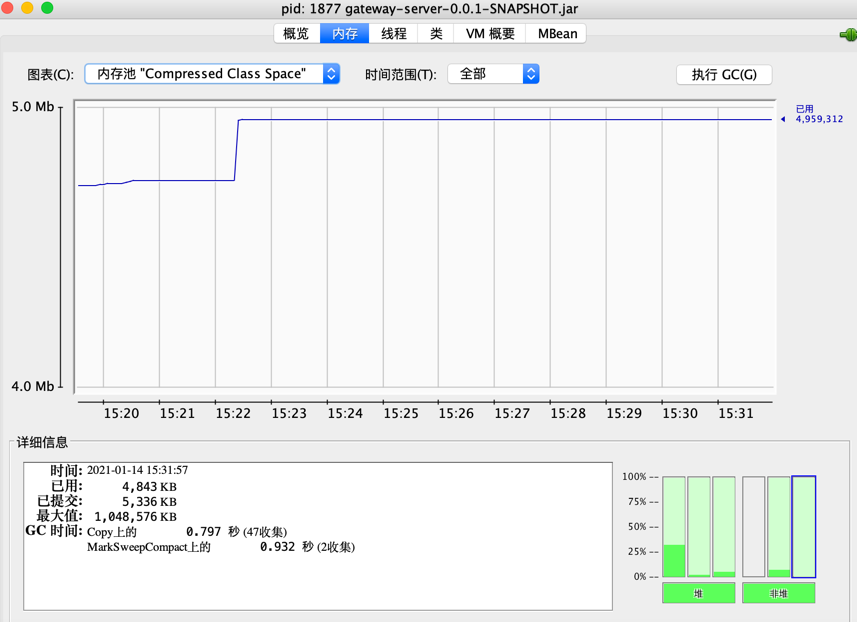 pid: 1877 gateway-server-0.0.1-SNAPSHOT.jar
概览 内存 线程 类 VM 概要 MBean
图表(C): 内存池 "Compressed Class Space" 时间范围(T): 全部 执行 GC(G)
5.0 Mb
已用
4,959,312
4.0 Mb
15:20 15:21 15:22 15:23 15:24 15:25 15:26 15:27 15:28 15:29 15:30 15:31
详细信息
时间: 2021-01-14 15:31:57
已用: 4,843 KB
已提交: 5,336 KB
最大值: 1,048,576 KB
GC 时间: Copy上的 0.797 秒 (47收集)
MarkSweepCompact上的 0.932 秒 (2收集)
100% --
75% --
50% --
25% --
0% --
堆 非堆